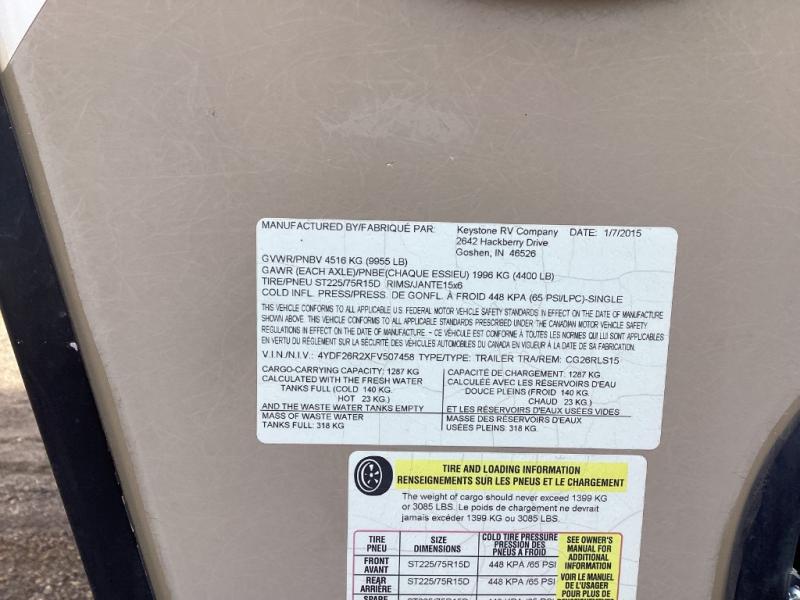 MANUFACTURED BY/FABRIQUÉ PAR: Keystone RV Company DATE: 1/7/2015
2642 Hackberry Drive
Goshen, IN 46526
GVWR/PNBV 4516 KG (9955 LB)
GAWR (EACH AXLE)/PNBE(CHAQUE ESSIEU) 1996 KG (4400 LB)
TIRE/PNEU ST225/75R15D RIMS/JANTE15x6
COLD INFL. PRESS/PRESS. DE GONFL. À FROID 448 KPA (65 PSI/LPC)-SINGLE
THIS VEHICLE CONFORMS TO ALL APPLICABLE U.S. FEDERAL MOTOR VEHICLE SAFETY STANDARDS IN EFFECT ON THE DATE OF MANUFACTURE
SHOWN ABOVE. THIS VEHICLE CONFORMS TO ALL APPLICABLE STANDARDS PRESCRIBED UNDER THE CANADIAN MOTOR VEHICLE SAFETY
REGULATIONS IN EFFECT ON THE DATE OF MANUFACTURE - CE VEHICULE EST CONFORME À TOUTES LES NORMES QUI LUI SONT APPLICABLES
EN VERTU DU RÈGLEMENT SUR LA SÉCURITÉ DES VÉHICULES AUTOMOBILES DU CANADA EN VIGUEUR À LA DATE DE SA FABRICATION.
V.I.N./N.I.V.: 4YDF26R2XFV507458 TYPE/TYPE: TRAILER TRA/REM: CG26RLS15
CARGO-CARRYING CAPACITY: 1287 KG
CALCULATED WITH THE FRESH WATER
TANKS FULL (COLD 140 KG.
HOT 23 KG.)
AND THE WASTE WATER TANKS EMPTY
MASS OF WASTE WATER
TANKS FULL: 318 KG
CAPACITÉ DE CHARGEMENT: 1287 KG
CALCULÉE AVEC LES RÉSERVOIRS D'EAU
DOUCE PLEINS (FROID 140 KG.
CHAUD 23 KG.)
ET LES RÉSERVOIRS D'EAUX USÉES VIDES
MASSE DES RÉSERVOIRS D'EAUX
USÉES PLEINS: 318 KG
TIRE AND LOADING INFORMATION
RENSEIGNEMENTS SUR LES PNEUS ET LE CHARGEMENT
The weight of cargo should never exceed 1399 KG
or 3085 LBS. Le poids de chargement ne devrait
jamais excéder 1399 KG ou 3085 LBS.
TIRE
PNEU
SIZE
DIMENSIONS
COLD TIRE PRESSURE
PRESSION DES
PNEUS À FROID
FRONT
AVANT
ST225/75R15D
448 KPA /65 PSI
REAR
ARRIÈRE
ST225/75R15D
448 KPA /65 PSI
SPARE
SEE OWNER'S
MANUAL FOR
ADDITIONAL
INFORMATION
VOIR LE MANUEL
DE L'USAGER
POUR PLUS DE